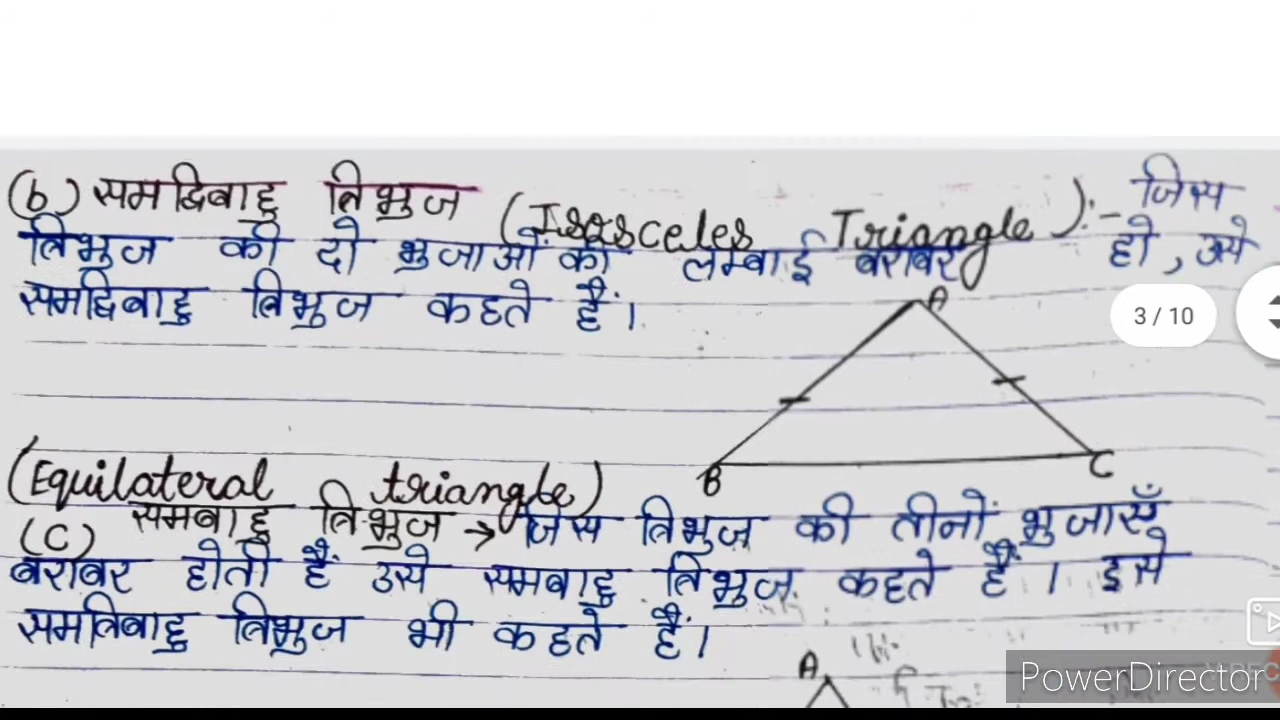 (b) समद्विबाहु त्रिभुज (Isosceles Triangle):- जिस
त्रिभुज की दो भुजाओं की लम्बाई बराबर हो, उसे
समद्विबाहु त्रिभुज कहते हैं।
A
3 / 10
B
C
(Equilateral triangle)
(C) समबाहु त्रिभुज → जिस त्रिभुज की तीनों भुजाएँ
बराबर होती हैं उसे समबाहु त्रिभुज कहते हैं। इसे
समत्रिबाहु त्रिभुज भी कहते हैं।
A
PowerDirector